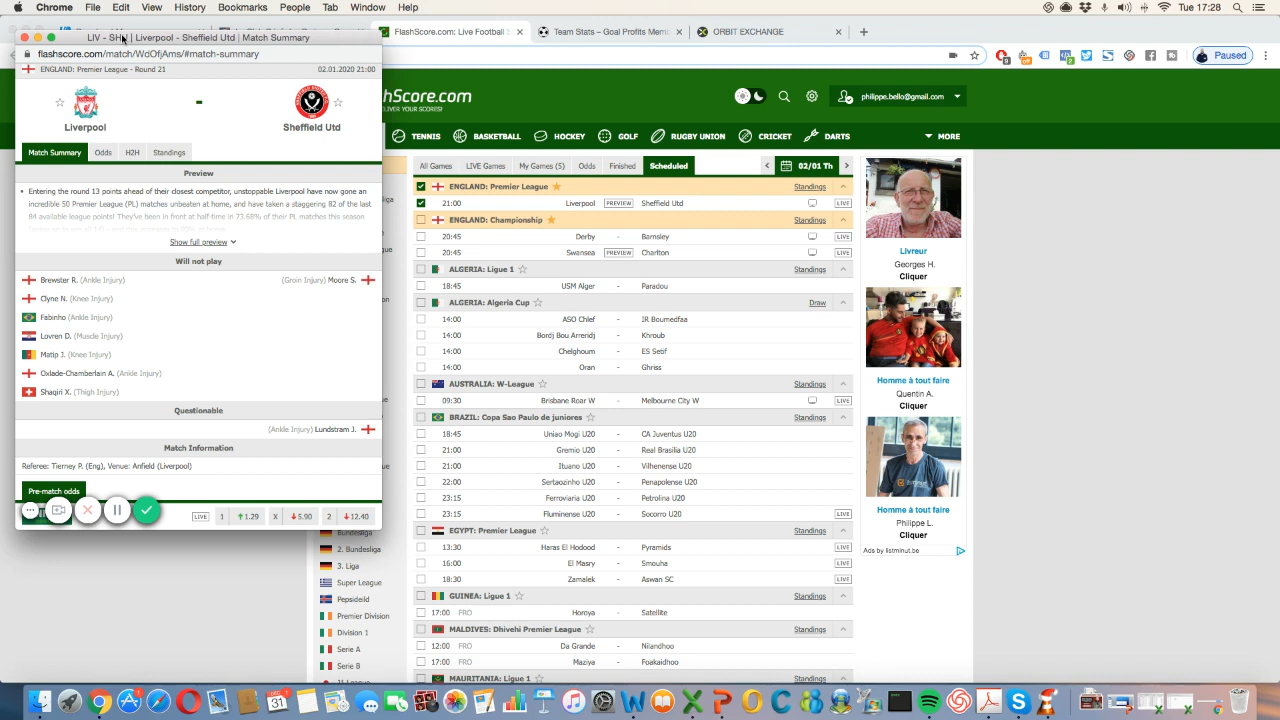 Chrome File Edit View History Bookmarks People Tab Window Help Tue 17:28
LIV - SHU | Liverpool - Sheffield Utd | Match Summary
FlashScore.com: Live Football S
Team Stats – Goal Profits Mem
ORBIT EXCHANGE
flashscore.com/match/WdOfjAms/#match-summary
Paused
ENGLAND: Premier League - Round 21 02.01.2020 21:00
Liverpool - Sheffield Utd
Match Summary Odds H2H Standings
Preview
Entering the round 13 points ahead of their closest competitor, unstoppable Liverpool have now gone an
incredible 50 Premier League (PL) matches unbeaten at home, and have taken a staggering 82 of the last
84 available league points! They've been in front at half-time in 73.68% of their PL matches this season
Show full preview
Will not play
Brewster R. (Ankle Injury) (Groin Injury) Moore S.
Clyne N. (Knee Injury)
Fabinho (Ankle Injury)
Lovren D. (Muscle Injury)
Matip J. (Knee Injury)
Oxlade-Chamberlain A. (Ankle Injury)
Shaqiri X. (Thigh Injury)
Questionable
(Ankle Injury) Lundstram J.
Match Information
Referee: Tierney P. (Eng), Venue: Anfield (Liverpool)
Pre-match odds
LIVE 1 1.29 X 5.90 2 12.40
hScore.com
LIVER YOUR SCORES!
philippe.bello@gmail.com
TENNIS BASKETBALL HOCKEY GOLF RUGBY UNION CRICKET DARTS MORE
All Games LIVE Games My Games (5) Odds Finished Scheduled 02/01 Th
ENGLAND: Premier League Standings
21:00 Liverpool PREVIEW Sheffield Utd LIVE
ENGLAND: Championship Standings
20:45 Derby - Barnsley LIVE
20:45 Swansea PREVIEW Charlton LIVE
ALGERIA: Ligue 1 Standings
18:45 USM Alger - Paradou
ALGERIA: Algeria Cup Draw
14:00 ASO Chlef - IR Boumedfaa
14:00 Bordj Bou Arreridj - Khroub
14:00 Chelghoum - ES Setif
14:00 Oran - Ghriss
AUSTRALIA: W-League Standings
09:30 Brisbane Roar W - Melbourne City W LIVE
BRAZIL: Copa Sao Paulo de juniores Standings
18:45 Uniao Mogi U20 - CA Juventus U20
21:00 Gremio U20 - Real Brasilia U20
21:00 Ituano U20 - Vilhenense U20
22:00 Sertaozinho U20 - Penapolense U20
23:15 Ferroviaria U20 - Petrolina U20
23:15 Fluminense U20 - Socorro U20 LIVE
EGYPT: Premier League Standings
13:30 Haras El Hodood - Pyramids LIVE
16:00 El Masry - Smouha LIVE
18:30 Zamalek - Aswan SC LIVE
GUINEA: Ligue 1 Standings
17:00 FRO Horoya - Satellite
MALDIVES: Dhivehi Premier League Standings
12:00 FRO Da Grande - Nilandhoo
17:00 FRO Maziya - Foakaidhoo
MAURITANIA: Ligue 1 Standings
Bundesliga
2. Bundesliga
3. Liga
Super League
Pepsideild
Premier Division
Division 1
Serie A
Serie B
Livreur
Georges H.
Cliquer
Homme à tout faire
Quentin A.
Cliquer
Homme à tout faire
Philippe L.
Cliquer
Ads by listminut.be